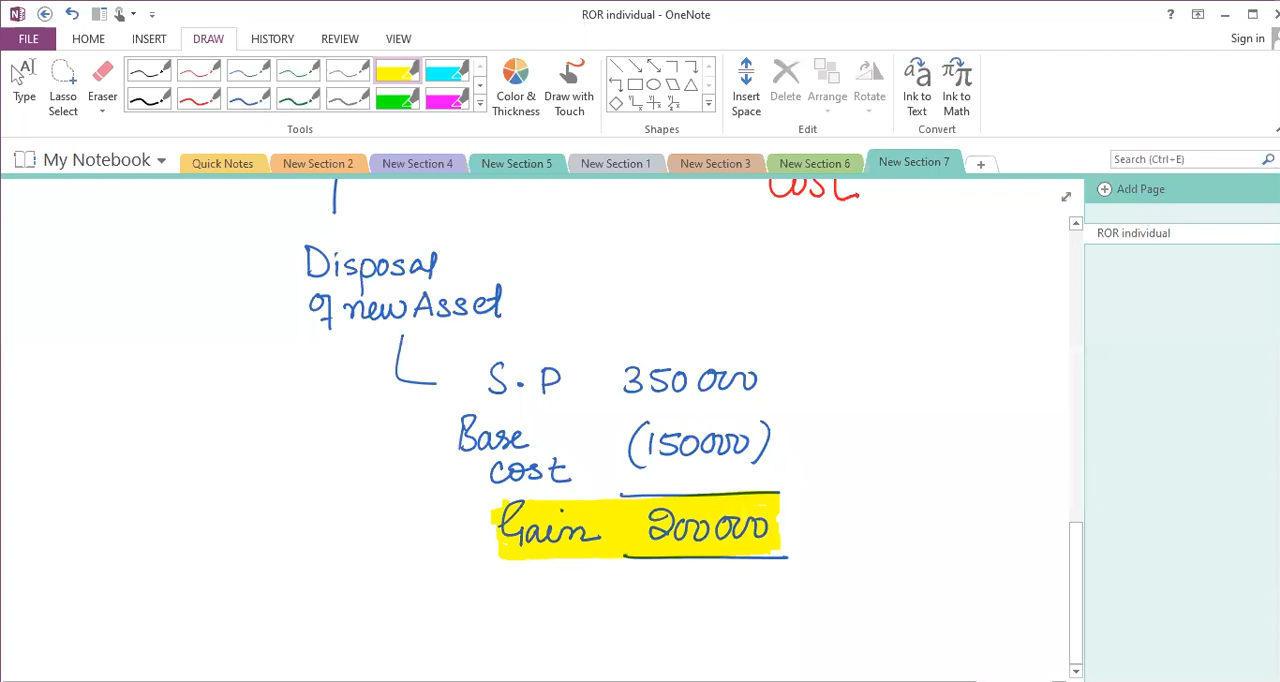 ROR individual - OneNote
?
Sign in
FILE HOME INSERT DRAW HISTORY REVIEW VIEW
Type
Lasso Select
Eraser
Color & Thickness
Draw with Touch
Insert Space
Delete
Arrange
Rotate
Ink to Text
Ink to Math
Tools
Shapes
Edit
Convert
My Notebook
Quick Notes New Section 2 New Section 4 New Section 5 New Section 1 New Section 3 New Section 6 New Section 7
Search (Ctrl+E)
Add Page
ROR individual
cost
Disposal
of new Asset
S.P 350000
Base (150000)
cost
Gain 200000